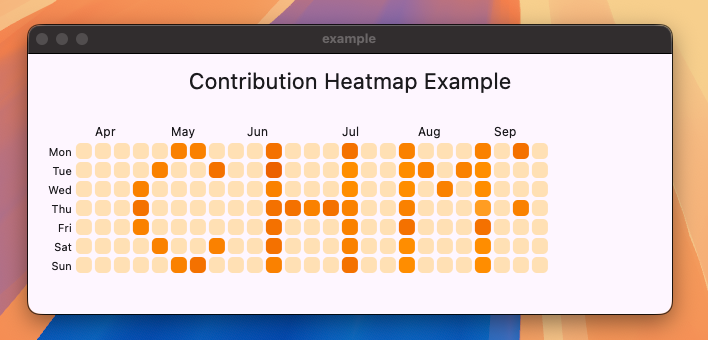 example
Contribution Heatmap Example
Apr May Jun Jul Aug Sep
Mon
Tue
Wed
Thu
Fri
Sat
Sun